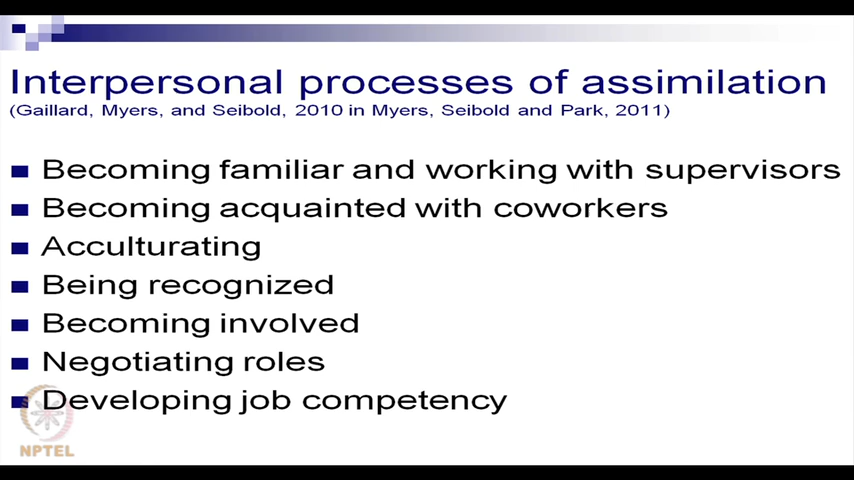 Interpersonal processes of assimilation
(Gaillard, Myers, and Seibold, 2010 in Myers, Seibold and Park, 2011)
Becoming familiar and working with supervisors
Becoming acquainted with coworkers
Acculturating
Being recognized
Becoming involved
Negotiating roles
Developing job competency
NPTEL